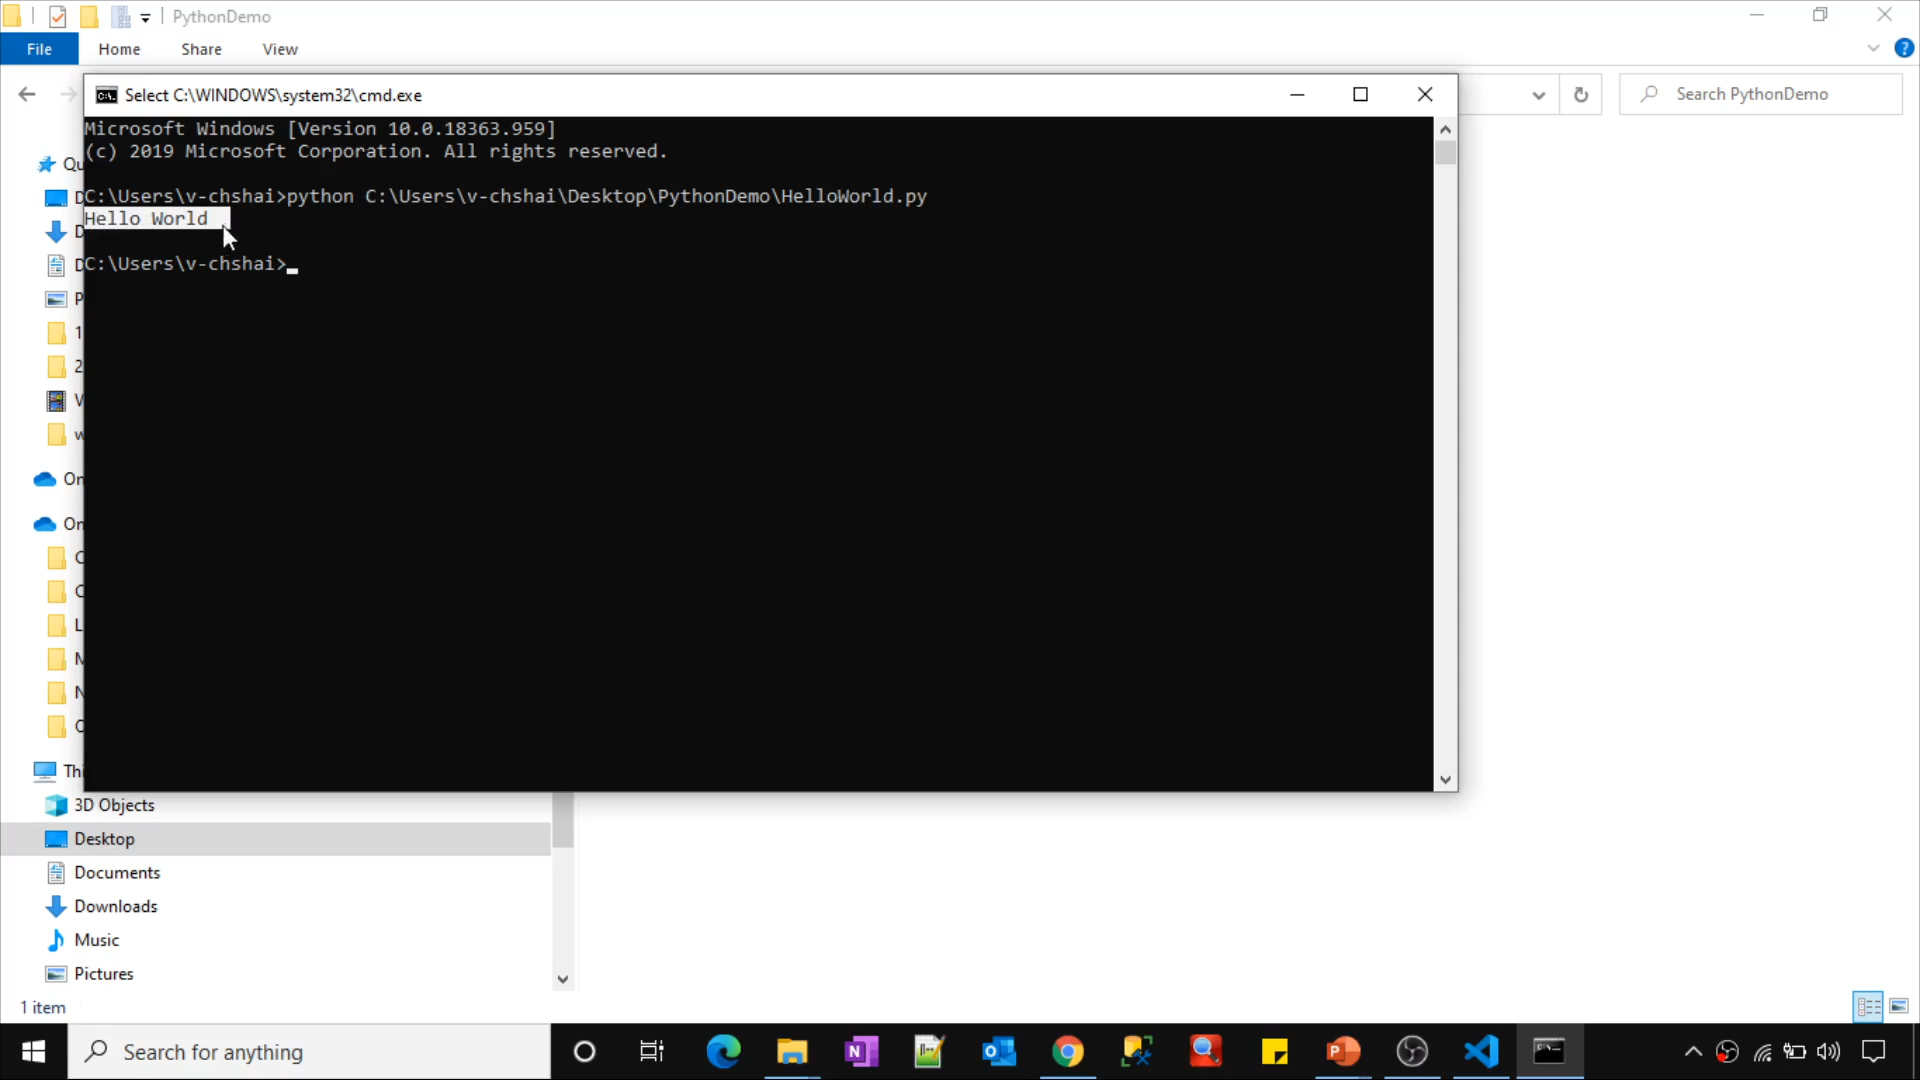 PythonDemo
File Home Share View
Select C:\WINDOWS\system32\cmd.exe
Search PythonDemo
Microsoft Windows [Version 10.0.18363.959]
(c) 2019 Microsoft Corporation. All rights reserved.
C:\Users\v-chshai>python C:\Users\v-chshai\Desktop\PythonDemo\HelloWorld.py
Hello World
C:\Users\v-chshai>
3D Objects
Desktop
Documents
Downloads
Music
Pictures
1 item
Search for anything